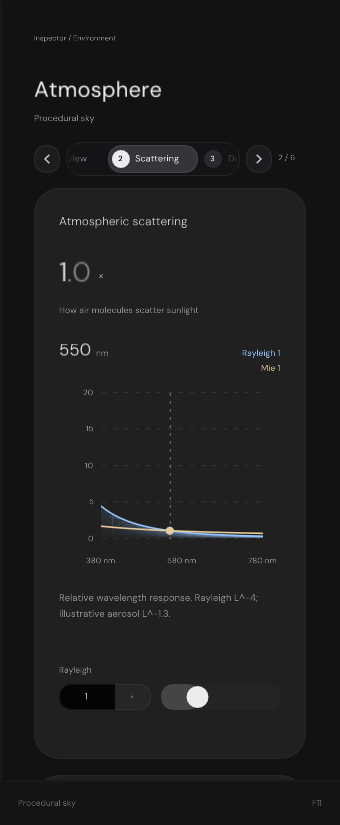 Inspector / Environment
Atmosphere
Procedural sky
view
2 Scattering
3 D
2 / 6
Atmospheric scattering
1.0 ×
How air molecules scatter sunlight
550 nm
Rayleigh 1
Mie 1
20
15
10
5
0
380 nm 580 nm 780 nm
Relative wavelength response. Rayleigh L^-4;
illustrative aerosol L^-1.3.
Rayleigh
1 ×
Procedural sky
F11